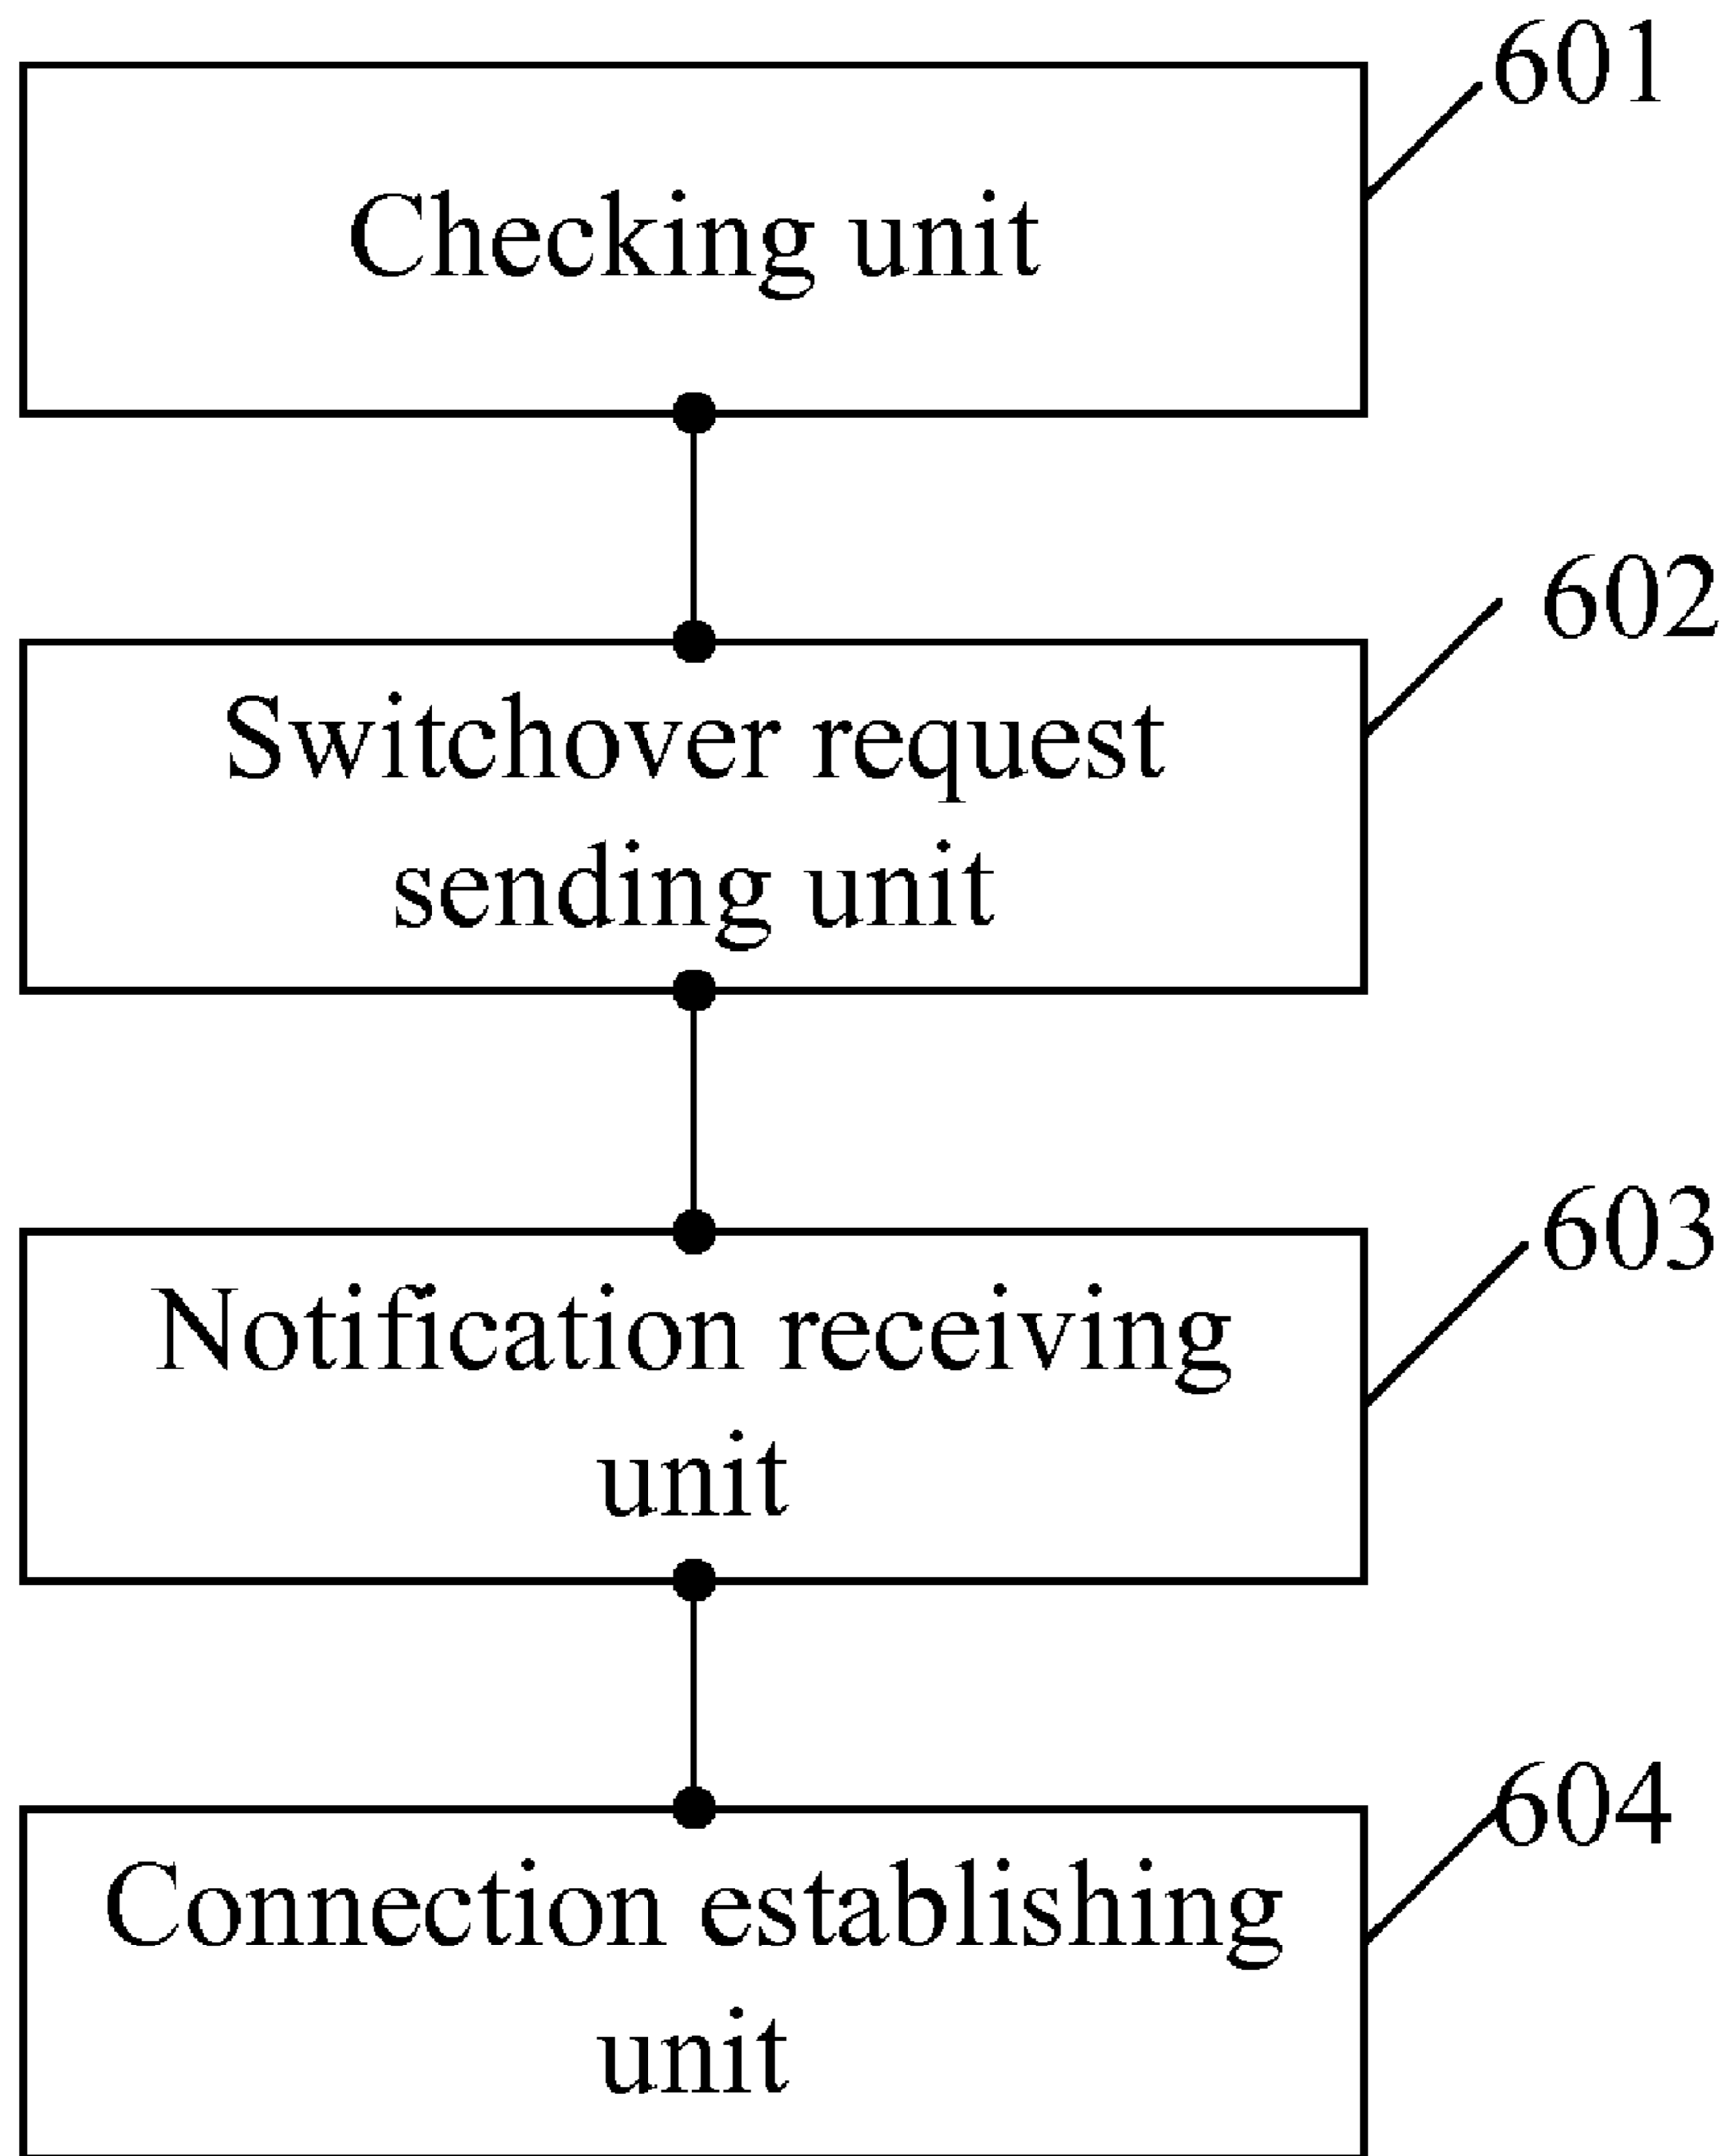 601
Checking unit
602
Switchover request
sending unit
603
Notification receiving
unit
604
Connection establishing
unit